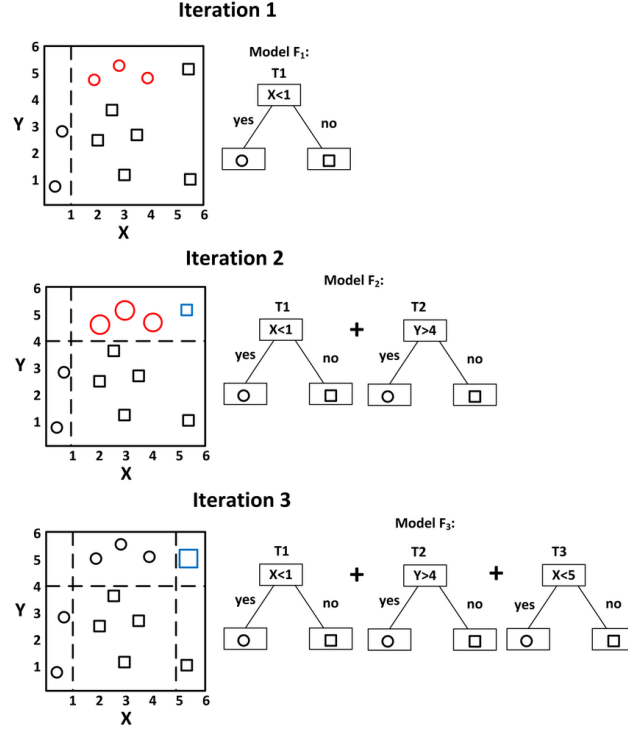 Iteration 1
Model F₁:
T1
X<1
yes
no
6
5
4
3
2
1
Y
1 2 3 4 5 6
X
Iteration 2
Model F₂:
T1
T2
X<1
+
Y>4
yes
no
yes
no
6
5
4
3
2
1
Y
1 2 3 4 5 6
X
Iteration 3
Model F₃:
T1
T2
T3
X<1
+
Y>4
+
X<5
yes
no
yes
no
yes
no
6
5
4
3
2
1
Y
1 2 3 4 5 6
X